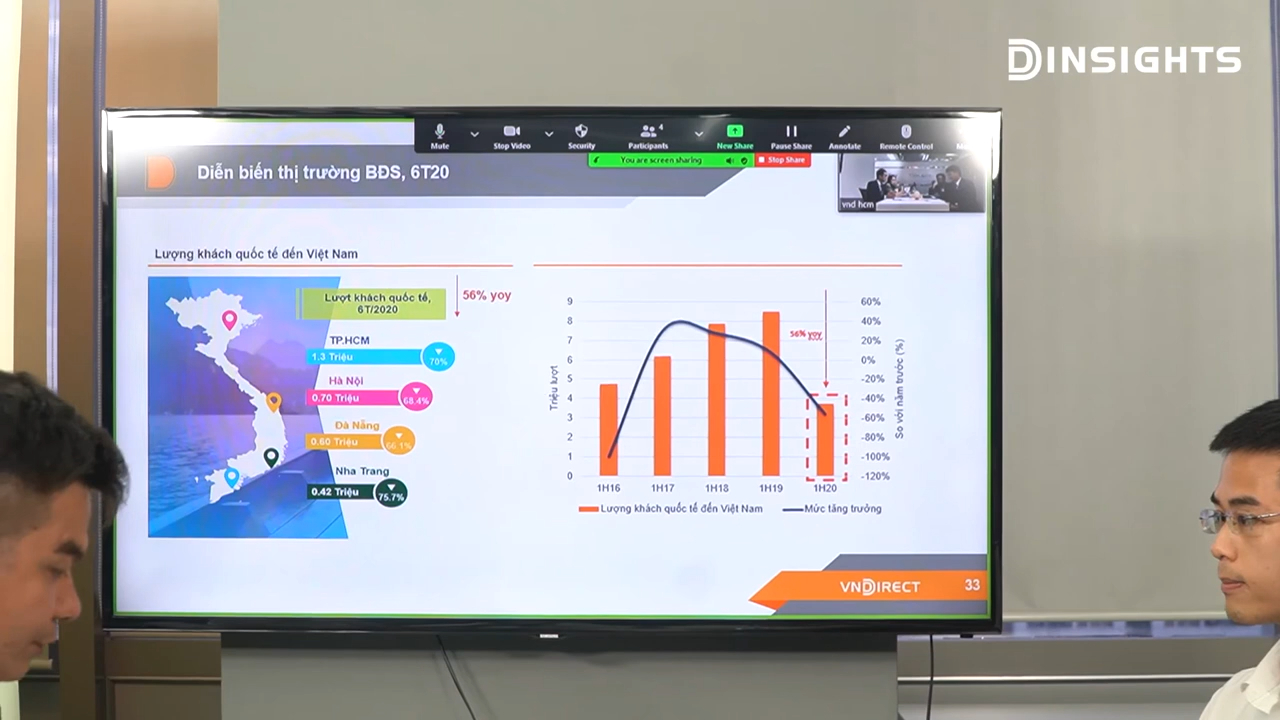 DINSIGHTS
Mute
Stop Video
Security
Participants
4
New Share
Pause Share
Annotate
Remote Control
You are screen sharing
Stop Share
vnd hcm
Diễn biến thị trường BĐS, 6T20
Lượng khách quốc tế đến Việt Nam
Lượt khách quốc tế,
6T/2020
56% yoy
TP.HCM
1.3 Triệu
70%
Hà Nội
0.70 Triệu
68.4%
Đà Nẵng
0.60 Triệu
66.1%
Nha Trang
0.42 Triệu
75.7%
Triệu lượt
9
8
7
6
5
4
3
2
1
0
56% yoy
60%
40%
20%
0%
-20%
-40%
-60%
-80%
-100%
-120%
So với năm trước (%)
1H16
1H17
1H18
1H19
1H20
Lượng khách quốc tế đến Việt Nam
Mức tăng trưởng
VNDIRECT
33